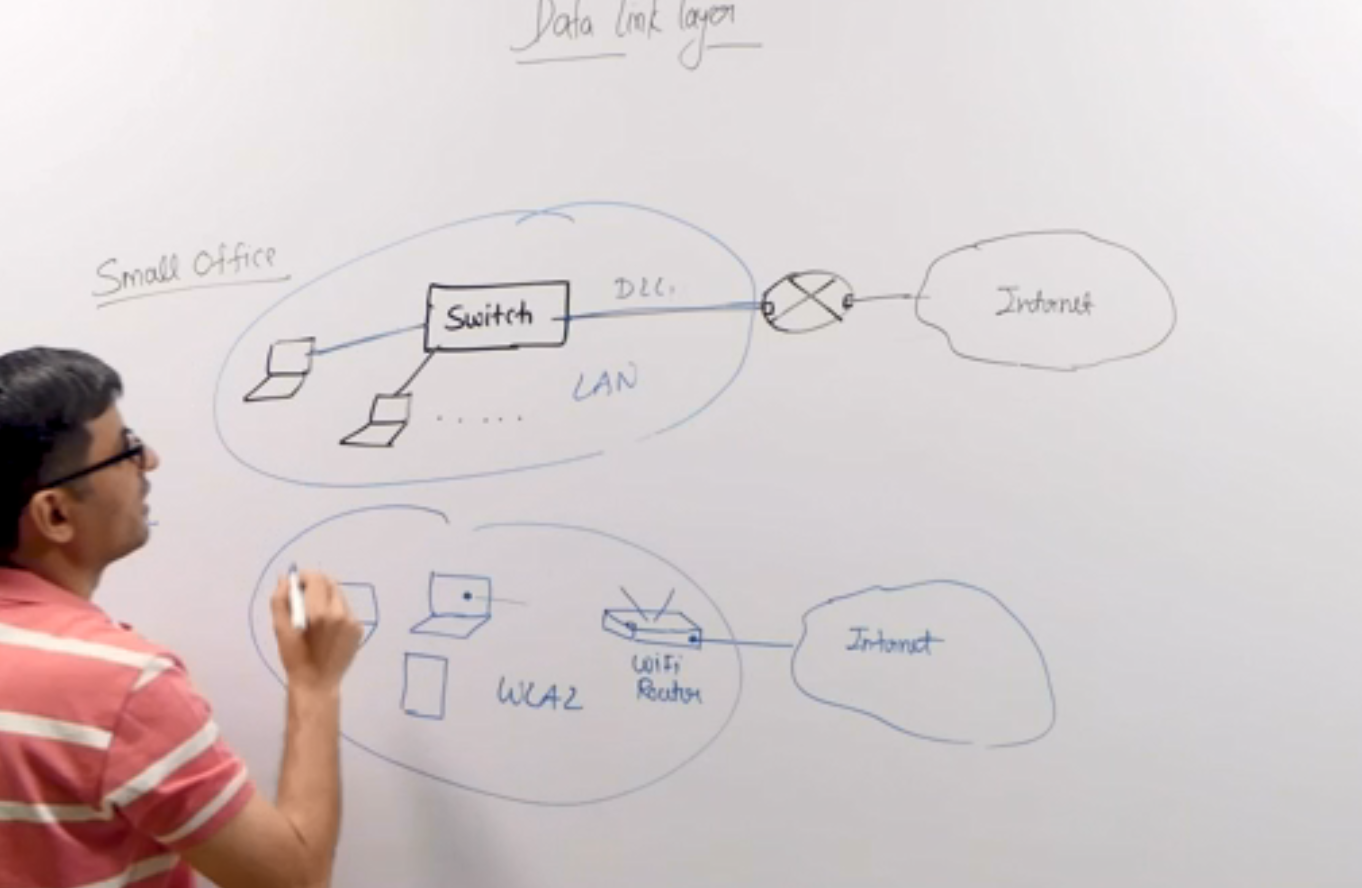 Data link layer
Small Office
Switch
DLL.
Internet
LAN
Internet
WiFi
Router
WLAN